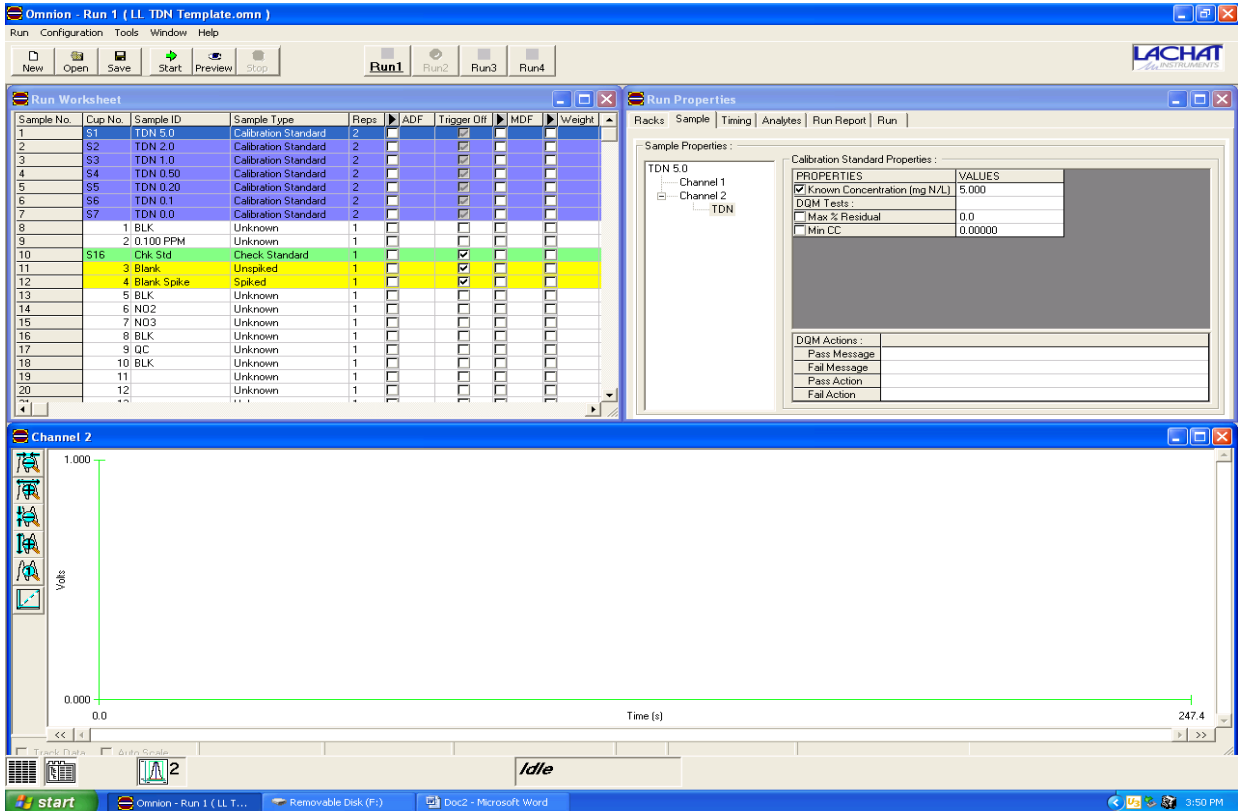 Omnion - Run 1 ( LL TDN Template.omn )
Run Configuration Tools Window Help
New Open Save Start Preview Stop Run1 Run2 Run3 Run4
LACHAT
INSTRUMENTS
Run Worksheet
Sample No. Cup No. Sample ID Sample Type Reps ADF Trigger Off MDF Weight
1 S1 TDN 5.0 Calibration Standard 2
2 S2 TDN 2.0 Calibration Standard 2
3 S3 TDN 1.0 Calibration Standard 2
4 S4 TDN 0.50 Calibration Standard 2
5 S5 TDN 0.20 Calibration Standard 2
6 S6 TDN 0.1 Calibration Standard 2
7 S7 TDN 0.0 Calibration Standard 2
8 1 BLK Unknown 1
9 2 0.100 PPM Unknown 1
10 S16 Chk Std Check Standard 1
11 3 Blank Unspiked 1
12 4 Blank Spike Spiked 1
13 5 BLK Unknown 1
14 6 NO2 Unknown 1
15 7 NO3 Unknown 1
16 8 BLK Unknown 1
17 9 QC Unknown 1
18 10 BLK Unknown 1
19 11 Unknown 1
20 12 Unknown 1
Run Properties
Racks Sample Timing Analytes Run Report Run
Sample Properties :
TDN 5.0
Channel 1
Channel 2
TDN
Calibration Standard Properties :
PROPERTIES VALUES
Known Concentration (mg N/L) 5.000
DQM Tests :
Max % Residual 0.0
Min CC 0.00000
DQM Actions :
Pass Message
Fail Message
Pass Action
Fail Action
Channel 2
1.000
Volts
0.000
0.0 Time (s) 247.4
<< >>
Track Data Auto Scale
2 Idle
start Omnion - Run 1 ( LL T... Removable Disk (F:) Doc2 - Microsoft Word 3:50 PM